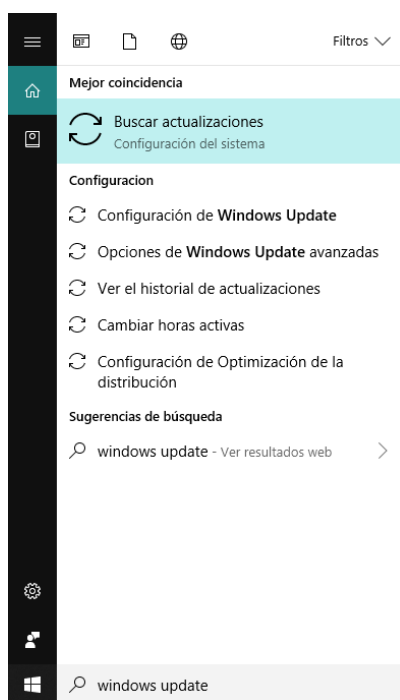 Filtros
Mejor coincidencia
Buscar actualizaciones
Configuración del sistema
Configuracion
Configuración de Windows Update
Opciones de Windows Update avanzadas
Ver el historial de actualizaciones
Cambiar horas activas
Configuración de Optimización de la
distribución
Sugerencias de búsqueda
windows update - Ver resultados web
windows update